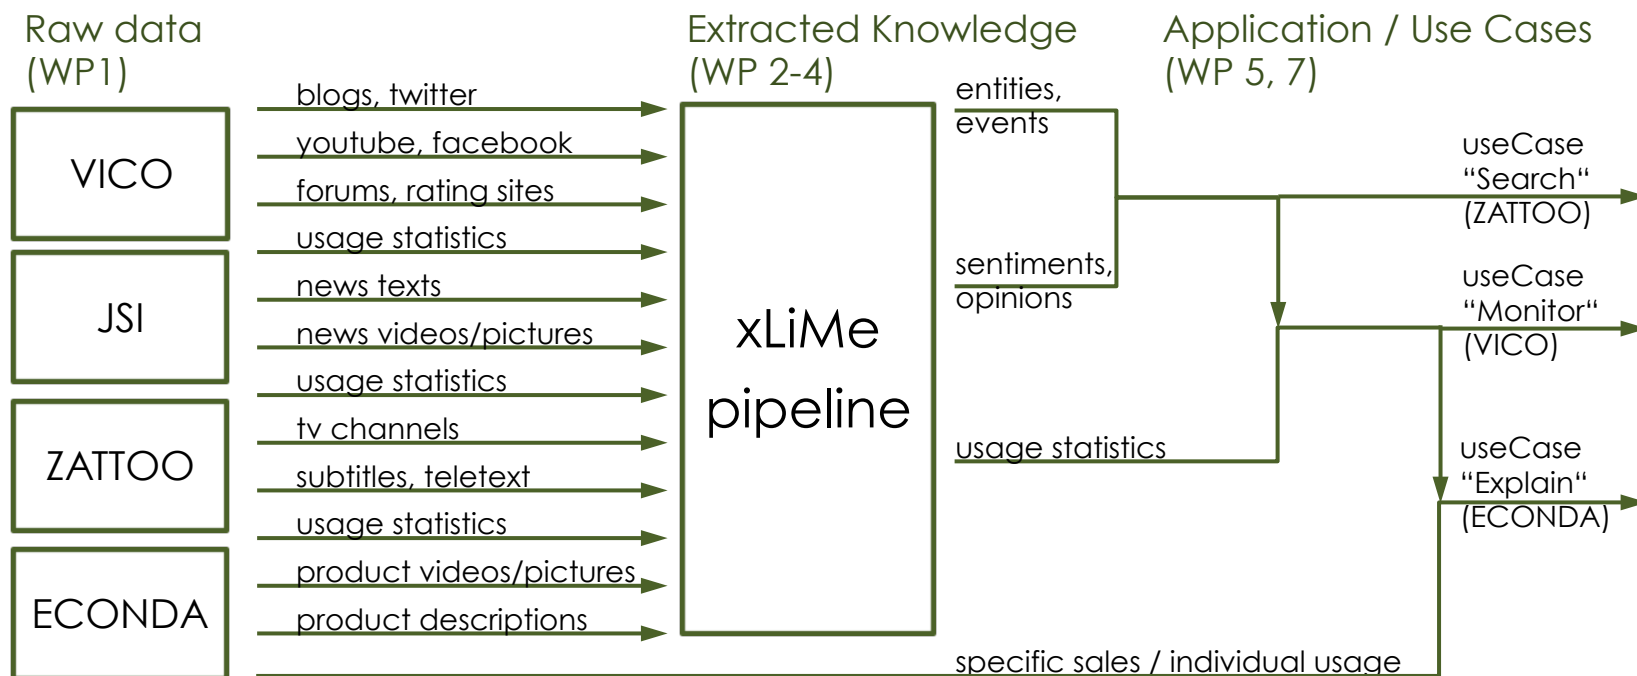 Raw data
(WP1)
Extracted Knowledge
(WP 2-4)
Application / Use Cases
(WP 5, 7)
VICO
JSI
ZATTOO
ECONDA
blogs, twitter
youtube, facebook
forums, rating sites
usage statistics
news texts
news videos/pictures
usage statistics
tv channels
subtitles, teletext
usage statistics
product videos/pictures
product descriptions
xLiMe
pipeline
entities,
events
sentiments,
opinions
usage statistics
specific sales / individual usage
useCase
“Search“
(ZATTOO)
useCase
“Monitor“
(VICO)
useCase
“Explain“
(ECONDA)